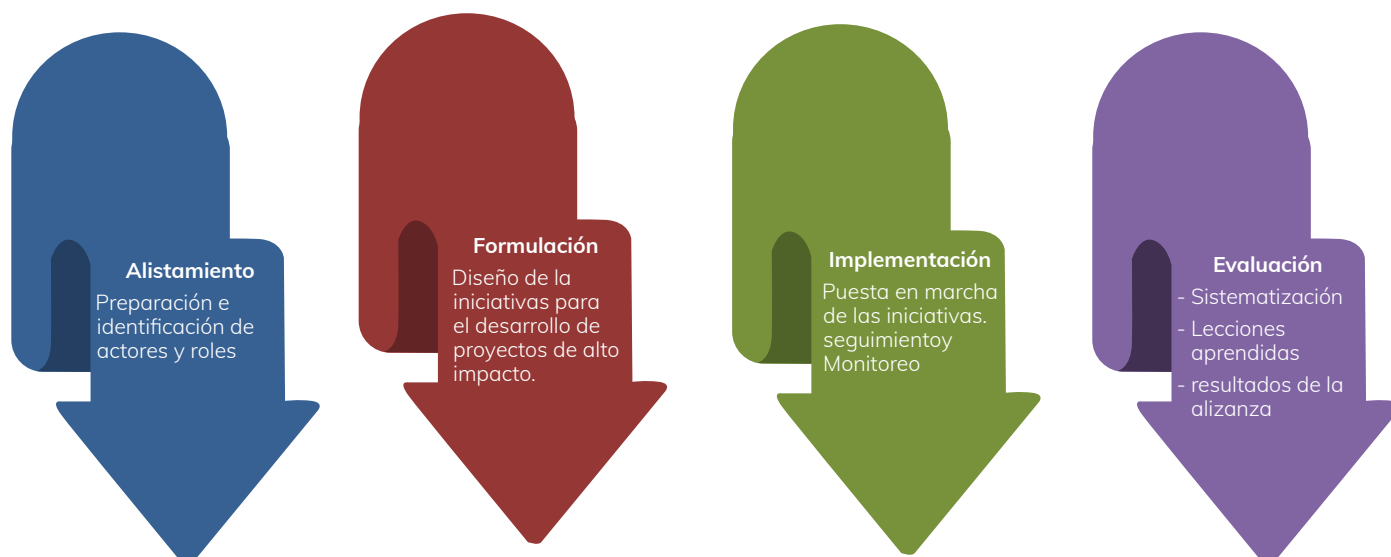 Alistamiento
Preparación e
identificación de
actores y roles
Formulación
Diseño de la
iniciativas para
el desarrollo de
proyectos de alto
impacto.
Implementación
Puesta en marcha
de las iniciativas.
seguimientoy
Monitoreo
Evaluación
- Sistematización
- Lecciones
aprendidas
- resultados de la
alizanza